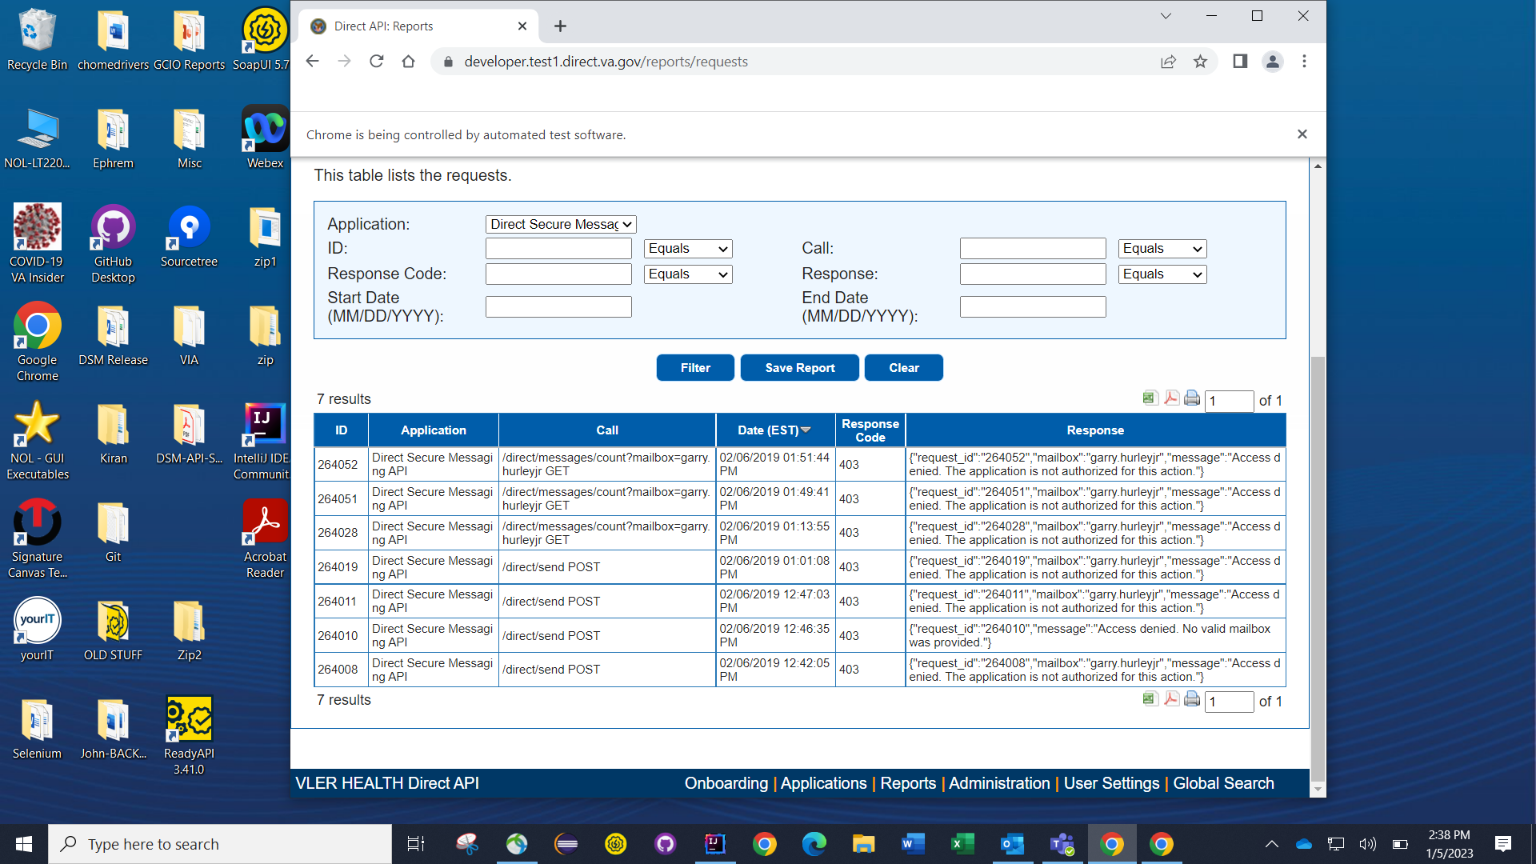 Recycle Bin
chomedrivers
GCIO Reports
SoapUI 5.7
NOL-LT220...
Ephrem
Misc
Webex
COVID-19
VA Insider
GitHub
Desktop
Sourcetree
zip1
Google
Chrome
DSM Release
VIA
zip
NOL - GUI
Executables
Kiran
DSM-API-S...
IntelliJ IDE
Communit
Signature
Canvas Te...
Git
Acrobat
Reader
yourIT
yourIT
OLD STUFF
Zip2
Selenium
John-BACK...
ReadyAPI
3.41.0
Direct API: Reports
developer.test1.direct.va.gov/reports/requests
Chrome is being controlled by automated test software.
This table lists the requests.
Application: Direct Secure Messag
ID: Equals Call: Equals
Response Code: Equals Response: Equals
Start Date
(MM/DD/YYYY):
End Date
(MM/DD/YYYY):
Filter Save Report Clear
7 results 1 of 1
ID Application Call Date (EST) Response
Code Response
264052 Direct Secure Messagi
ng API /direct/messages/count?mailbox=garry.
hurleyjr GET 02/06/2019 01:51:44
PM 403 {"request_id":"264052","mailbox":"garry.hurleyjr","message":"Access d
enied. The application is not authorized for this action."}
264051 Direct Secure Messagi
ng API /direct/messages/count?mailbox=garry.
hurleyjr GET 02/06/2019 01:49:41
PM 403 {"request_id":"264051","mailbox":"garry.hurleyjr","message":"Access d
enied. The application is not authorized for this action."}
264028 Direct Secure Messagi
ng API /direct/messages/count?mailbox=garry.
hurleyjr GET 02/06/2019 01:13:55
PM 403 {"request_id":"264028","mailbox":"garry.hurleyjr","message":"Access d
enied. The application is not authorized for this action."}
264019 Direct Secure Messagi
ng API /direct/send POST 02/06/2019 01:01:08
PM 403 {"request_id":"264019","mailbox":"garry.hurleyjr","message":"Access d
enied. The application is not authorized for this action."}
264011 Direct Secure Messagi
ng API /direct/send POST 02/06/2019 12:47:03
PM 403 {"request_id":"264011","mailbox":"garry.hurleyjr","message":"Access d
enied. The application is not authorized for this action."}
264010 Direct Secure Messagi
ng API /direct/send POST 02/06/2019 12:46:35
PM 403 {"request_id":"264010","message":"Access denied. No valid mailbox
was provided."}
264008 Direct Secure Messagi
ng API /direct/send POST 02/06/2019 12:42:05
PM 403 {"request_id":"264008","mailbox":"garry.hurleyjr","message":"Access d
enied. The application is not authorized for this action."}
7 results 1 of 1
VLER HEALTH Direct API Onboarding | Applications | Reports | Administration | User Settings | Global Search
Type here to search
2:38 PM
1/5/2023